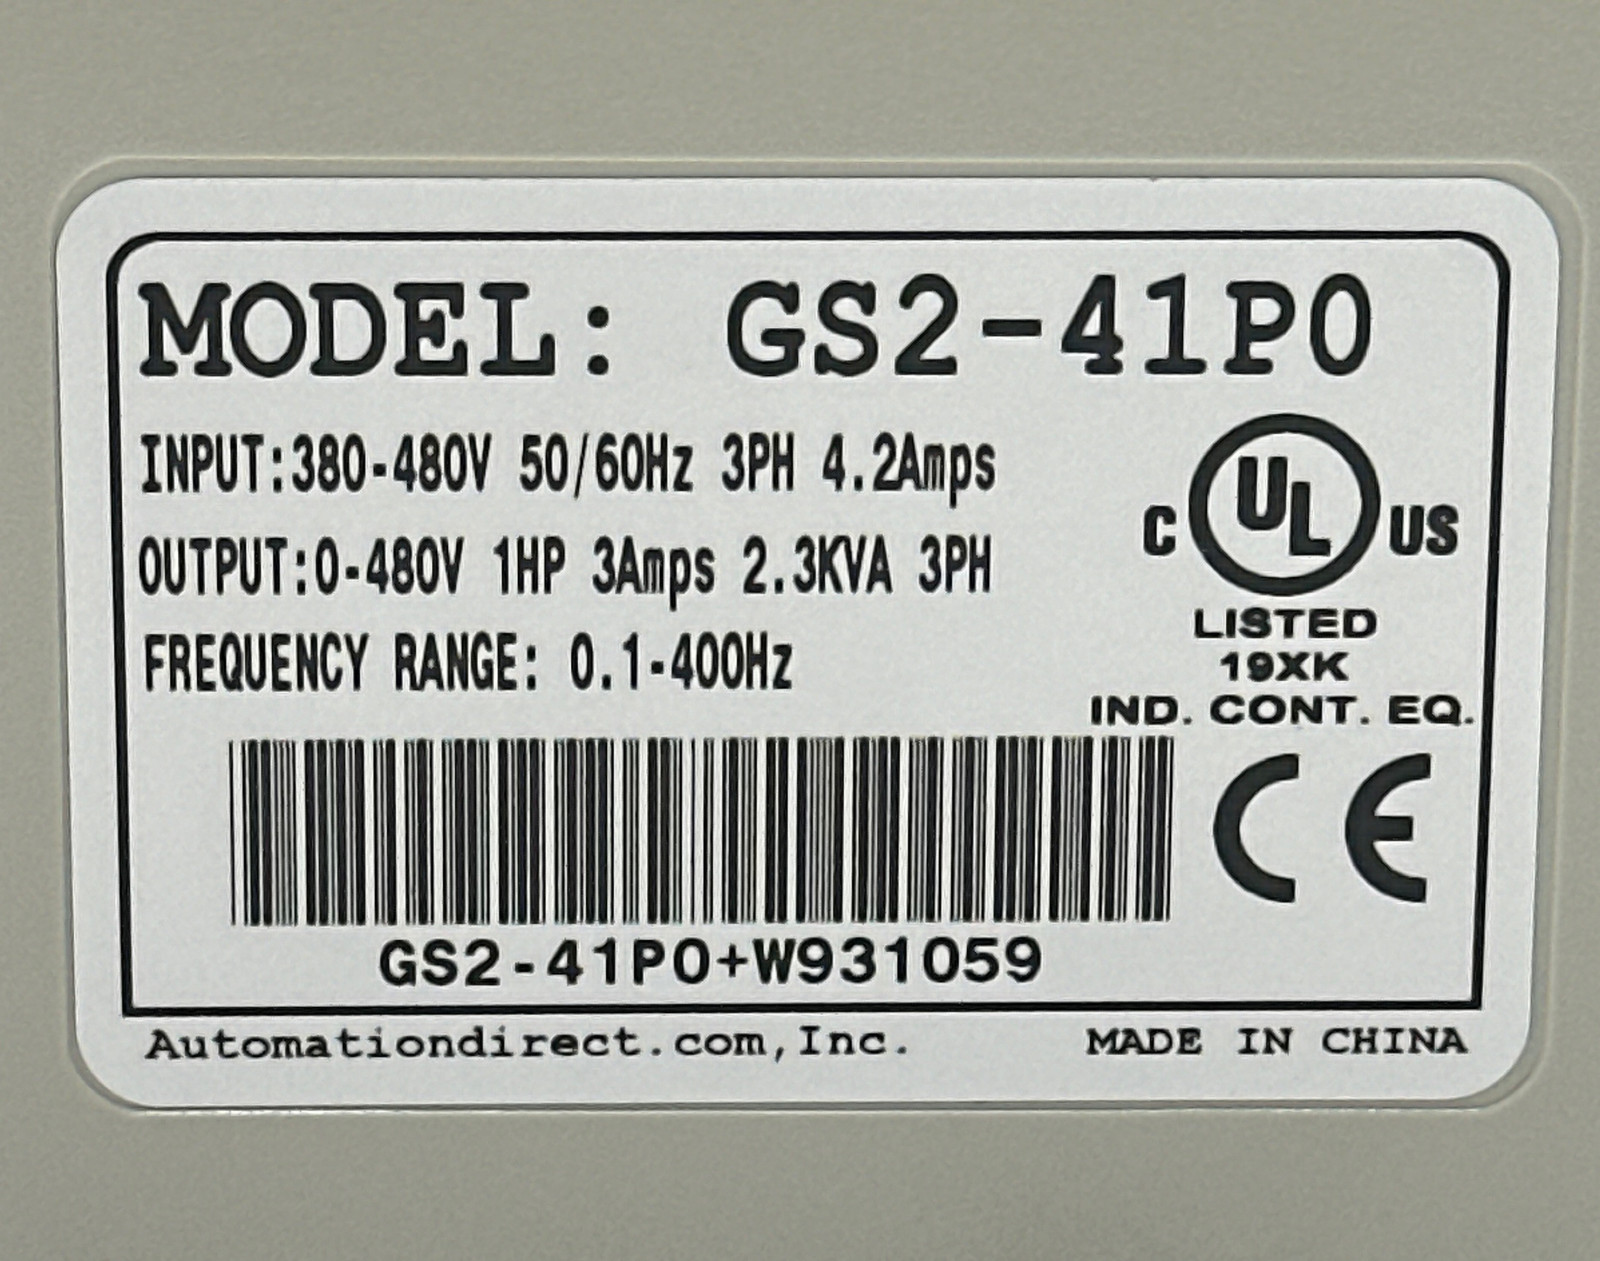 MODEL: GS2-41P0
INPUT:380-480V 50/60Hz 3PH 4.2Amps
OUTPUT:0-480V 1HP 3Amps 2.3KVA 3PH
FREQUENCY RANGE: 0.1-400Hz
C UL US
LISTED
19XK
IND. CONT. EQ.
CE
GS2-41P0+W931059
Automationdirect.com,Inc. MADE IN CHINA